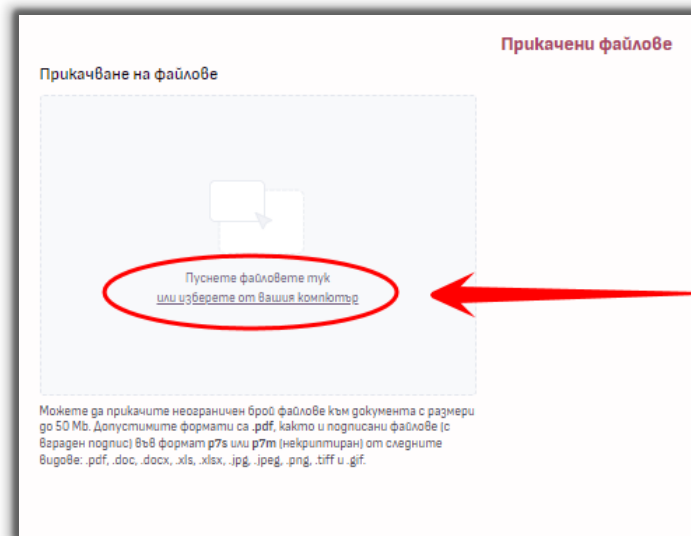 Прикачени файлове
Прикачване на файлове
Пуснете файловете тук
или изберете от вашия компютър
Можете да прикачите неограничен брой файлове към документа с размери
до 50 Mb. Допустимите формати са .pdf, както и подписани файлове (с
вграден подпис) във формат p7s или p7m (некриптиран) от следните
видове: .pdf, .doc, .docx, .xls, .xlsx, .jpg, .jpeg, .png, .tiff и .gif.